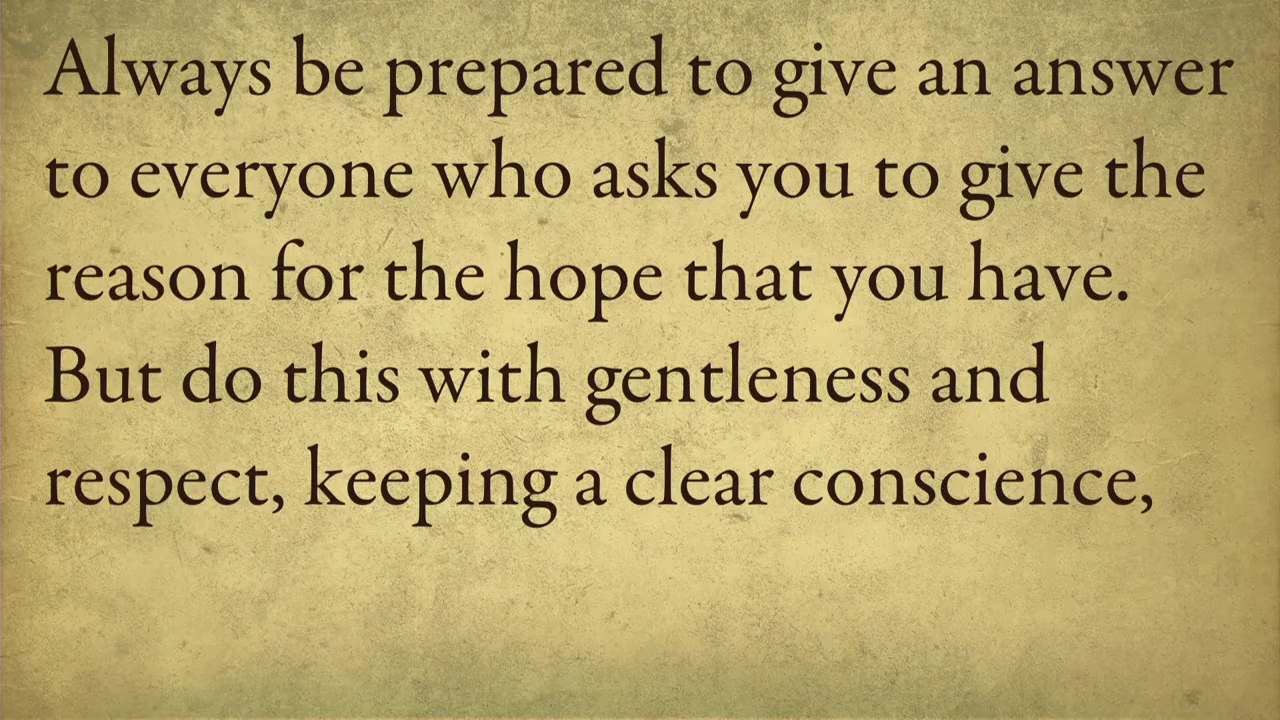 Always be prepared to give an answer
to everyone who asks you to give the
reason for the hope that you have.
But do this with gentleness and
respect, keeping a clear conscience,